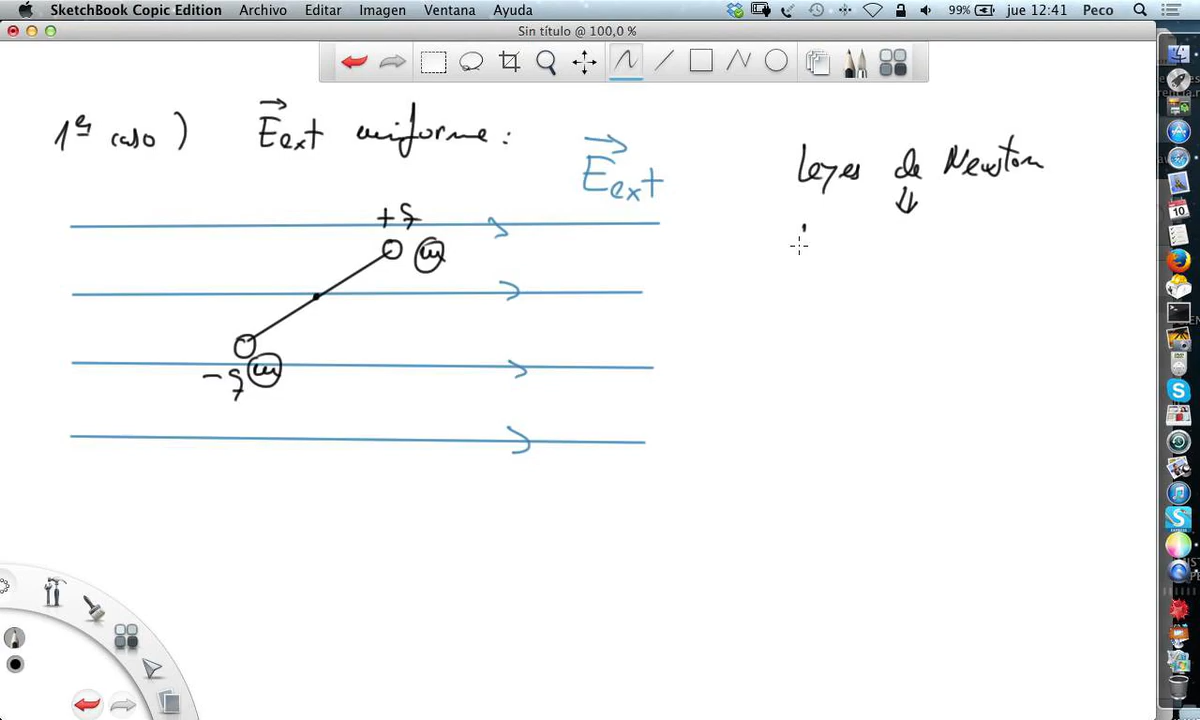 SketchBook Copic Edition Archivo Editar Imagen Ventana Ayuda 99% jue 12:41 Peco
Sin título @ 100,0 %
1er caso ) Eext uniforme :
Eext
Leyes de Newton
⇓
+q
m
-q
m